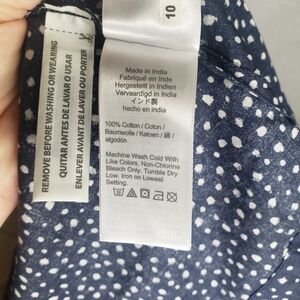 10
REMOVE BEFORE WASHING OR WEARING
QUITAR ANTES DE LAVAR O USAR
ENLEVER AVANT DE LAVER OU PORTER
Made in India
Fabriqué en Inde
Hergestellt in Indien
Vervaardigd in India
インド製
hecho en India
100% Cotton / Coton /
Baumwolle / Katoen / 綿 /
algodón
Machine Wash Cold With
Like Colors. Non-Chlorine
Bleach Only. Tumble Dry
Low. Iron on Lowest
Setting.